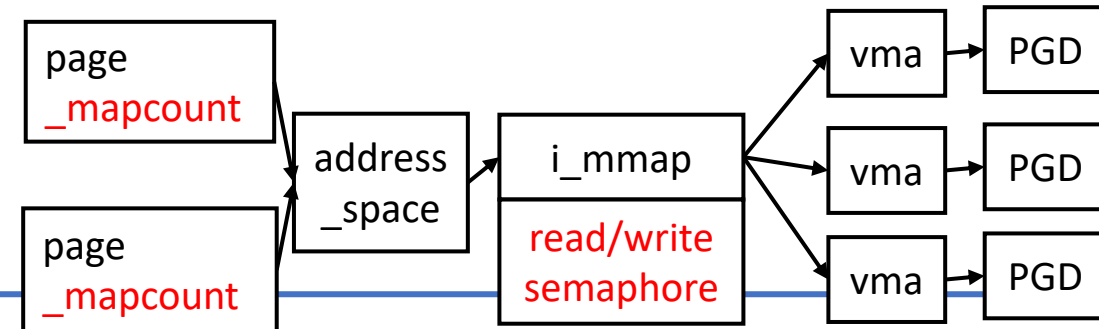 page
_mapcount
page
_mapcount
address
_space
i_mmap
read/write
semaphore
vma
PGD
vma
PGD
vma
PGD